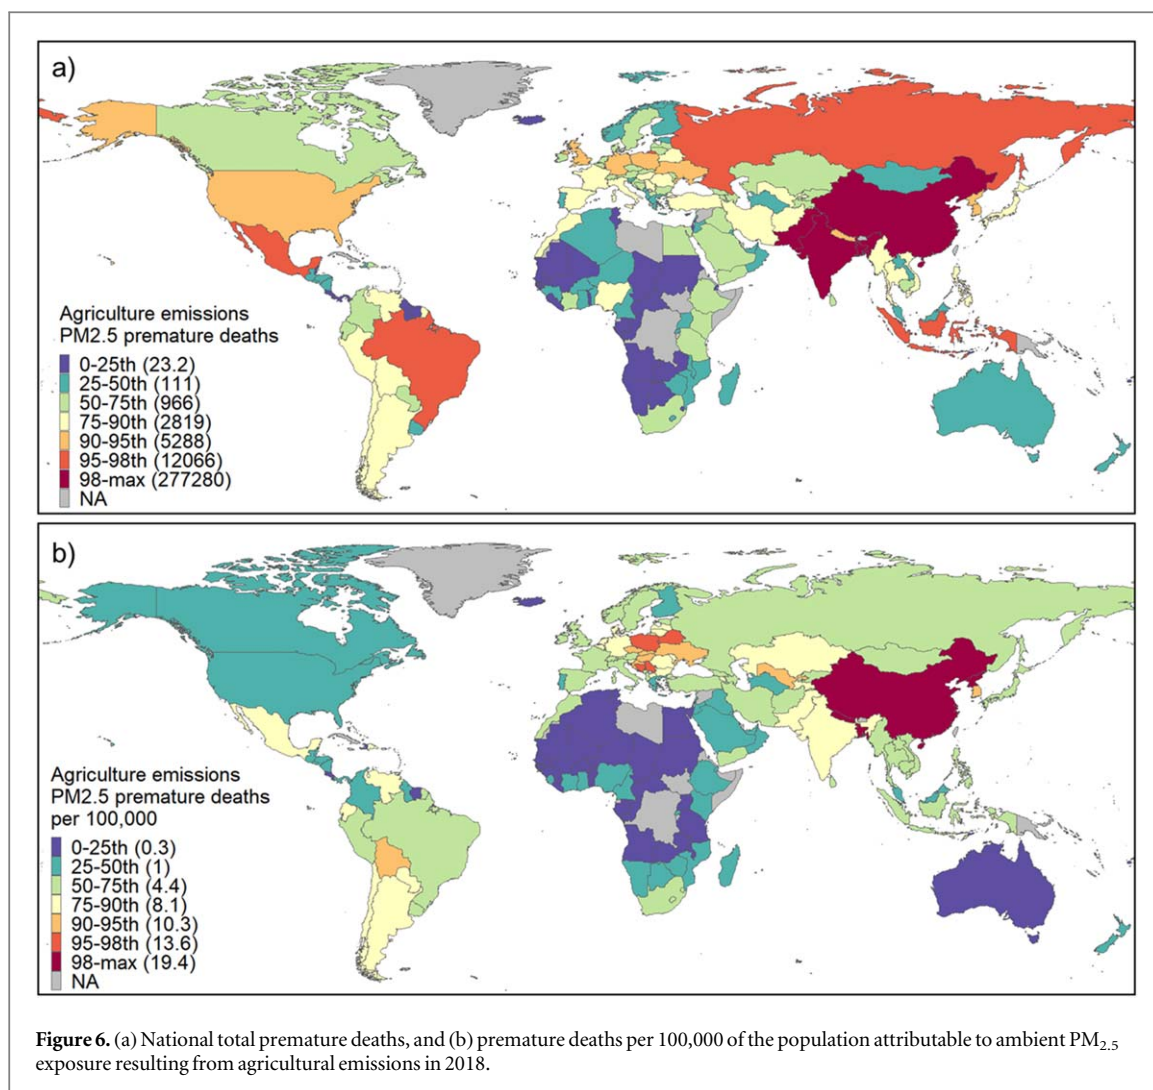 a)
Agriculture emissions
PM2.5 premature deaths
0-25th (23.2)
25-50th (111)
50-75th (966)
75-90th (2819)
90-95th (5288)
95-98th (12066)
98-max (277280)
NA
b)
Agriculture emissions
PM2.5 premature deaths
per 100,000
0-25th (0.3)
25-50th (1)
50-75th (4.4)
75-90th (8.1)
90-95th (10.3)
95-98th (13.6)
98-max (19.4)
NA
Figure 6. (a) National total premature deaths, and (b) premature deaths per 100,000 of the population attributable to ambient PM2.5
exposure resulting from agricultural emissions in 2018.